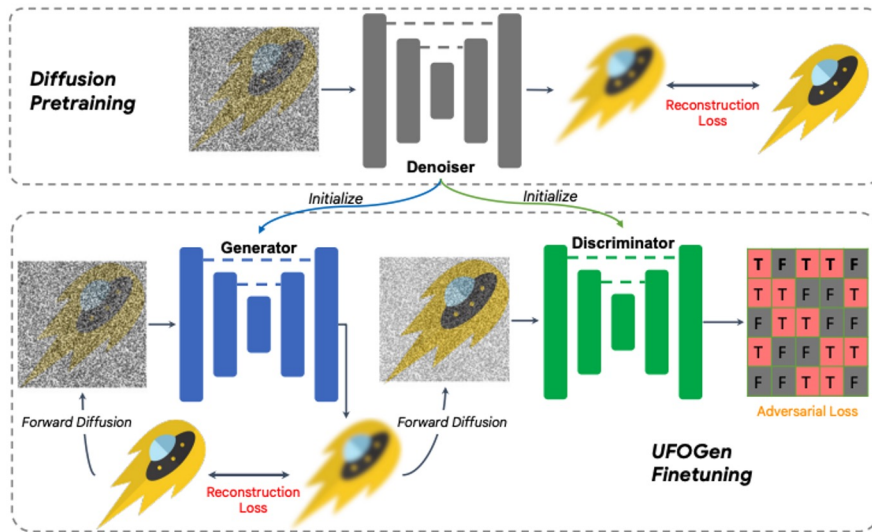 Diffusion
Pretraining
Reconstruction
Loss
Denoiser
Initialize
Initialize
Generator
Discriminator
T F T T F
T T F F T
F T T F F
T F F T T
F F T T F
Adversarial Loss
Forward Diffusion
Forward Diffusion
Reconstruction
Loss
UFOGen
Finetuning